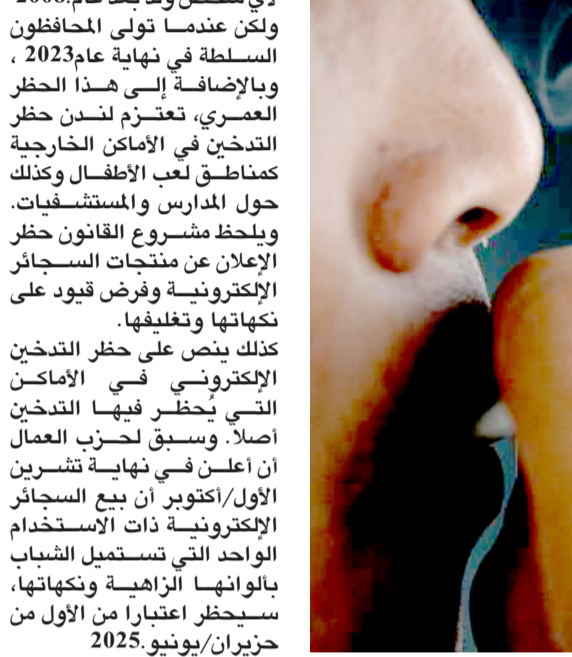 ولكن عندما تولى المحافظون
السلطة في نهاية عام2023 ،
وبالإضافة إلى هذا الحظر
العمري، تعتزم لندن حظر
التدخين في الأماكن الخارجية
كمناطق لعب الأطفال وكذلك
حول المدارس والمستشفيات.
ويلحظ مشروع القانون حظر
الإعلان عن منتجات السجائر
الإلكترونية وفرض قيود على
نكهاتها وتغليفها.
كذلك ينص على حظر التدخين
الإلكتروني في الأماكن
التي يُحظر فيها التدخين
أصلا. وسبق لحزب العمال
أن أعلن في نهاية تشرين
الأول/أكتوبر أن بيع السجائر
الإلكترونية ذات الاستخدام
الواحد التي تستميل الشباب
بألوانها الزاهية ونكهاتها،
سيحظر اعتبارا من الأول من
حزيران/يونيو.2025